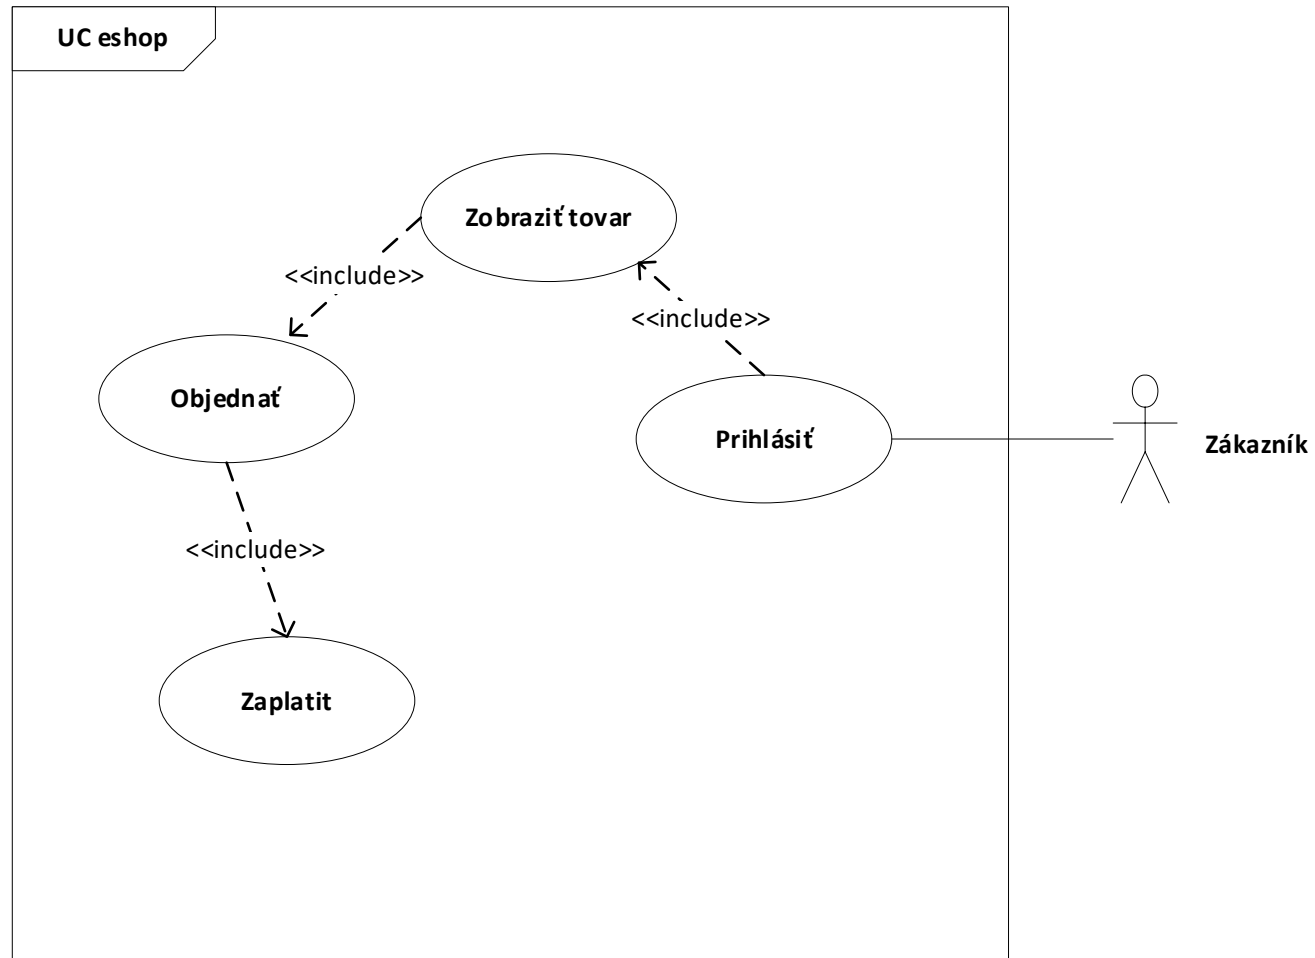 UC eshop
Zobraziť tovar
<<include>>
<<include>>
Objednať
Prihlásiť
Zákazník
<<include>>
Zaplatit